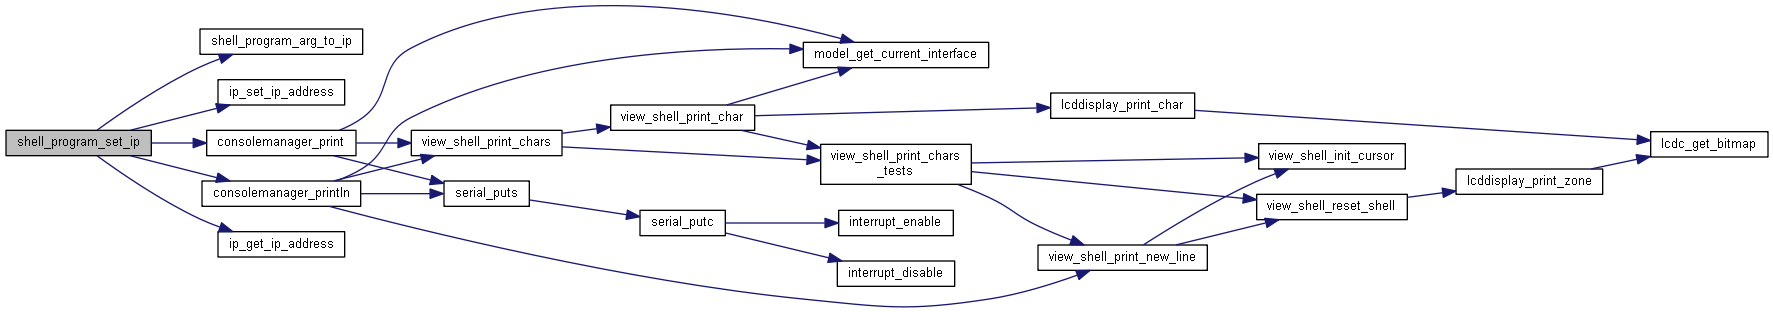 shell_program_set_ip
shell_program_arg_to_ip
ip_set_ip_address
consolemanager_print
consolemanager_println
ip_get_ip_address
view_shell_print_chars
serial_puts
view_shell_print_char
serial_putc
model_get_current_interface
view_shell_print_chars
_tests
interrupt_enable
interrupt_disable
lcddisplay_print_char
view_shell_print_new_line
view_shell_init_cursor
view_shell_reset_shell
lcddisplay_print_zone
lcdc_get_bitmap